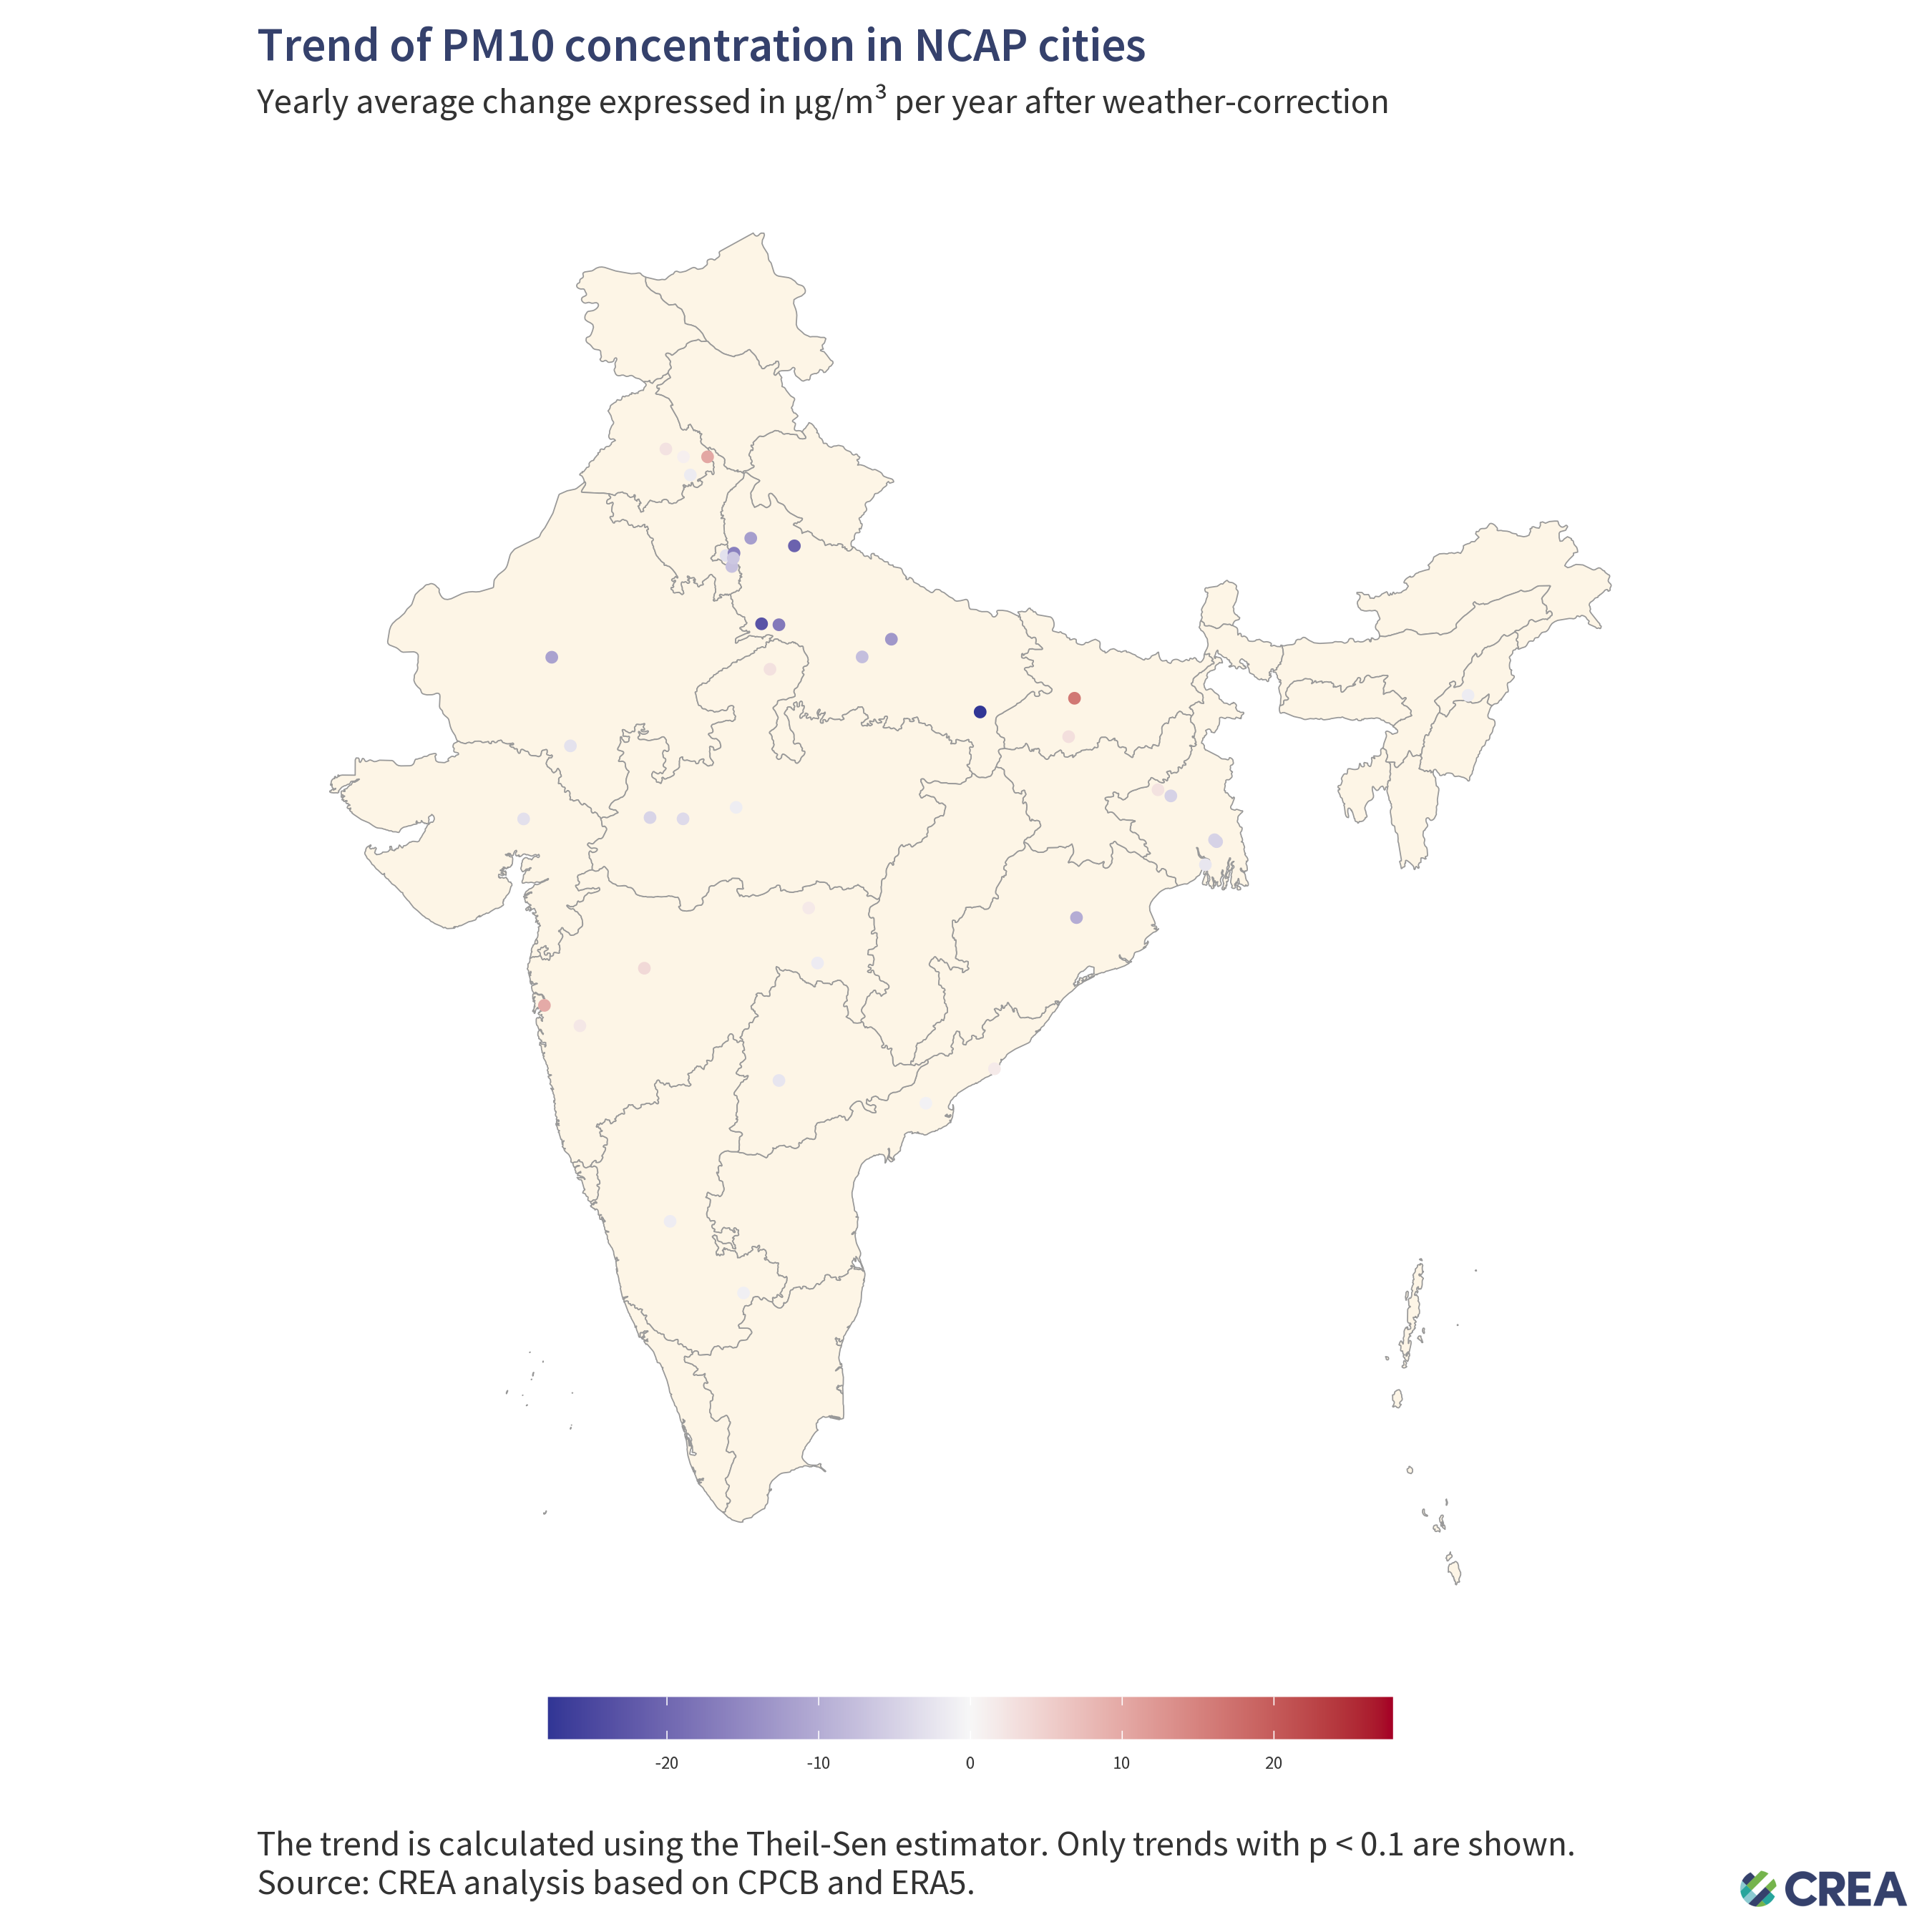 Trend of PM10 concentration in NCAP cities
Yearly average change expressed in µg/m³ per year after weather-correction
-20 -10 0 10 20
The trend is calculated using the Theil-Sen estimator. Only trends with p < 0.1 are shown.
Source: CREA analysis based on CPCB and ERA5.
CREA